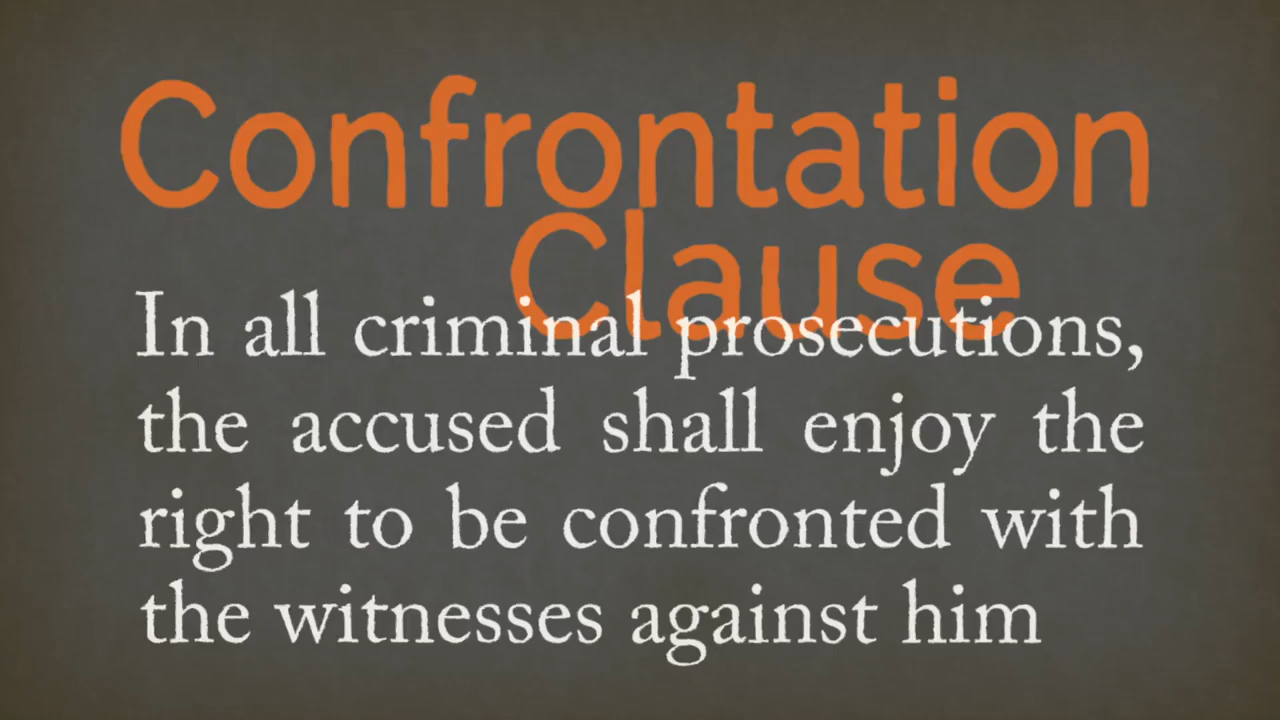 Confrontation
Clause
In all criminal prosecutions,
the accused shall enjoy the
right to be confronted with
the witnesses against him